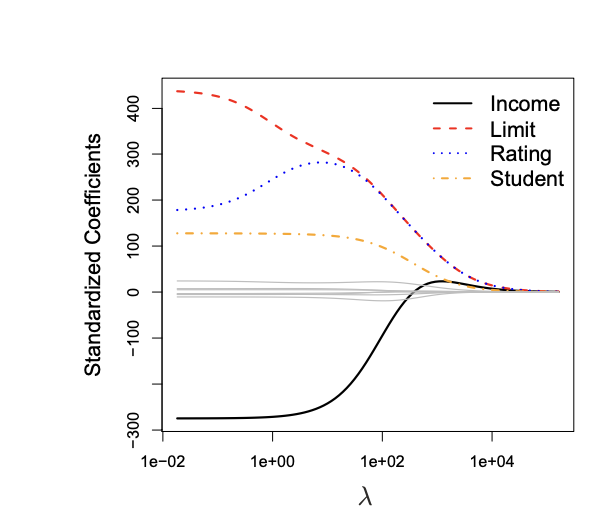 Standardized Coefficients
400
300
200
100
0
-100
-300
1e-02
1e+00
1e+02
1e+04
λ
Income
Limit
Rating
Student